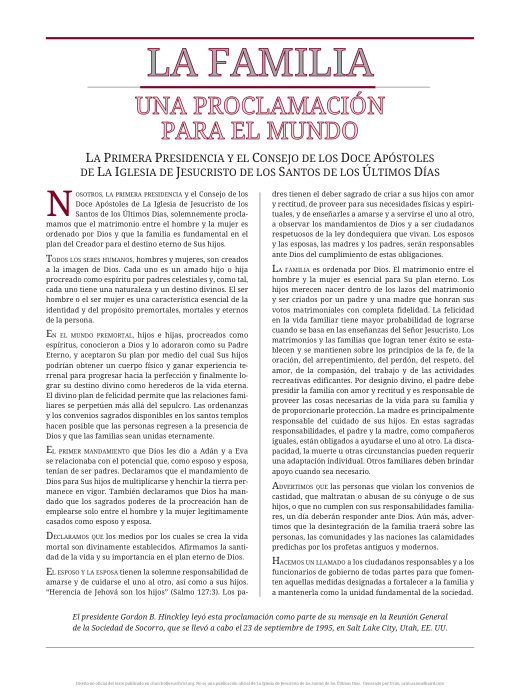 LA FAMILIA
UNA PROCLAMACIÓN
PARA EL MUNDO
LA PRIMERA PRESIDENCIA Y EL CONSEJO DE LOS DOCE APÓSTOLES
DE LA IGLESIA DE JESUCRISTO DE LOS SANTOS DE LOS ÚLTIMOS DÍAS
NOSOTROS, LA PRIMERA PRESIDENCIA y el Consejo de los
Doce Apóstoles de La Iglesia de Jesucristo de los
Santos de los Últimos Días, solemnemente procla-
mamos que el matrimonio entre el hombre y la mujer es
ordenado por Dios y que la familia es fundamental en el
plan del Creador para el destino eterno de Sus hijos.
TODOS LOS SERES HUMANOS, hombres y mujeres, son creados
a la imagen de Dios. Cada uno es un amado hijo o hija
procreado como espíritu por padres celestiales y, como tal,
cada uno tiene una naturaleza y un destino divinos. El ser
hombre o el ser mujer es una característica esencial de la
identidad y del propósito premortales, mortales y eternos
de la persona.
EN EL MUNDO PREMORTAL, hijos e hijas, procreados como
espíritus, conocieron a Dios y lo adoraron como su Padre
Eterno, y aceptaron Su plan por medio del cual Sus hijos
podrían obtener un cuerpo físico y ganar experiencia te-
rrenal para progresar hacia la perfección y finalmente lo-
grar su destino divino como herederos de la vida eterna.
El divino plan de felicidad permite que las relaciones fami-
liares se perpetúen más allá del sepulcro. Las ordenanzas
y los convenios sagrados disponibles en los santos templos
hacen posible que las personas regresen a la presencia de
Dios y que las familias sean unidas eternamente.
EL PRIMER MANDAMIENTO que Dios les dio a Adán y a Eva
se relacionaba con el potencial que, como esposo y esposa,
tenían de ser padres. Declaramos que el mandamiento de
Dios para Sus hijos de multiplicarse y henchir la tierra per-
manece en vigor. También declaramos que Dios ha man-
dado que los sagrados poderes de la procreación han de
emplearse solo entre el hombre y la mujer legítimamente
casados como esposo y esposa.
DECLARAMOS QUE los medios por los cuales se crea la vida
mortal son divinamente establecidos. Afirmamos la santi-
dad de la vida y su importancia en el plan eterno de Dios.
EL ESPOSO Y LA ESPOSA tienen la solemne responsabilidad de
amarse y de cuidarse el uno al otro, así como a sus hijos.
“Herencia de Jehová son los hijos” (Salmo 127:3). Los pa-
dres tienen el deber sagrado de criar a sus hijos con amor
y rectitud, de proveer para sus necesidades físicas y espiri-
tuales, y de enseñarles a amarse y a servirse el uno al otro,
a observar los mandamientos de Dios y a ser ciudadanos
respetuosos de la ley dondequiera que vivan. Los esposos
y las esposas, las madres y los padres, serán responsables
ante Dios del cumplimiento de estas obligaciones.
LA FAMILIA es ordenada por Dios. El matrimonio entre el
hombre y la mujer es esencial para Su plan eterno. Los
hijos merecen nacer dentro de los lazos del matrimonio
y ser criados por un padre y una madre que honran sus
votos matrimoniales con completa fidelidad. La felicidad
en la vida familiar tiene mayor probabilidad de lograrse
cuando se basa en las enseñanzas del Señor Jesucristo. Los
matrimonios y las familias que logran tener éxito se esta-
blecen y se mantienen sobre los principios de la fe, de la
oración, del arrepentimiento, del perdón, del respeto, del
amor, de la compasión, del trabajo y de las actividades
recreativas edificantes. Por designio divino, el padre debe
presidir la familia con amor y rectitud y es responsable de
proveer las cosas necesarias de la vida para su familia y
de proporcionarle protección. La madre es principalmente
responsable del cuidado de sus hijos. En estas sagradas
responsabilidades, el padre y la madre, como compañeros
iguales, están obligados a ayudarse el uno al otro. La disca-
pacidad, la muerte u otras circunstancias pueden requerir
una adaptación individual. Otros familiares deben brindar
apoyo cuando sea necesario.
ADVERTIMOS QUE las personas que violan los convenios de
castidad, que maltratan o abusan de su cónyuge o de sus
hijos, o que no cumplen con sus responsabilidades familia-
res, un día deberán responder ante Dios. Aún más, adver-
timos que la desintegración de la familia traerá sobre las
personas, las comunidades y las naciones las calamidades
predichas por los profetas antiguos y modernos.
HACEMOS UN LLAMADO a los ciudadanos responsables y a los
funcionarios de gobierno de todas partes para que fomen-
ten aquellas medidas designadas a fortalecer a la familia y
a mantenerla como la unidad fundamental de la sociedad.
El presidente Gordon B. Hinckley leyó esta proclamación como parte de su mensaje en la Reunión General
de la Sociedad de Socorro, que se llevó a cabo el 23 de septiembre de 1995, en Salt Lake City, Utah, EE. UU.